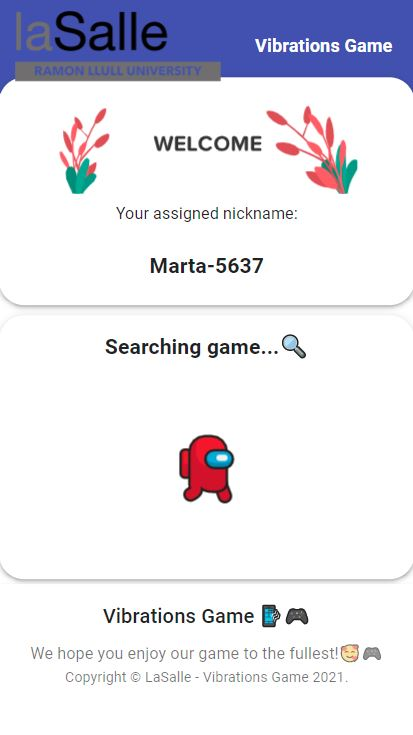 laSalle
RAMON LLULL UNIVERSITY
Vibrations Game
WELCOME
Your assigned nickname:
Marta-5637
Searching game...🔍
Vibrations Game 📲🎮
We hope you enjoy our game to the fullest!🥰🎮
Copyright © LaSalle - Vibrations Game 2021.